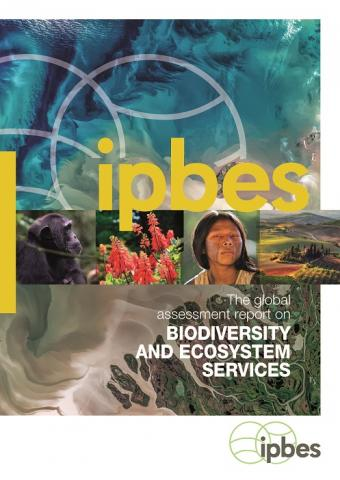 ipbes
The global
assessment report on
BIODIVERSITY
AND ECOSYSTEM
SERVICES
ipbes